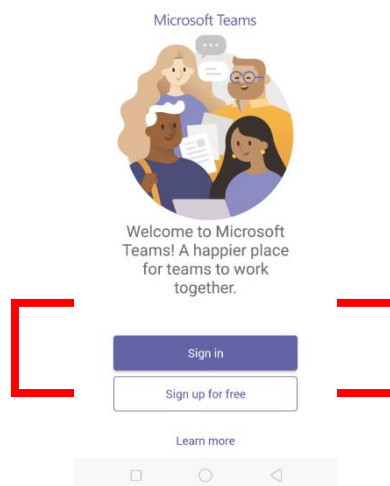 Microsoft Teams
Welcome to Microsoft
Teams! A happier place
for teams to work
together.
Sign in
Sign up for free
Learn more